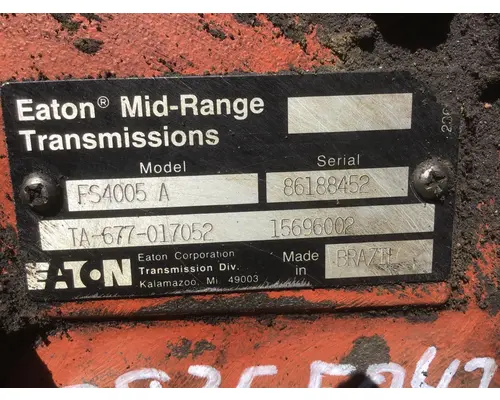 Eaton® Mid-Range
Transmissions
Model Serial
FS4005 A 86188452
TA-677-017052 15696002
EATON
Eaton Corporation
Transmission Div.
Kalamazoo, Mi 49003
Made
in
BRAZIL